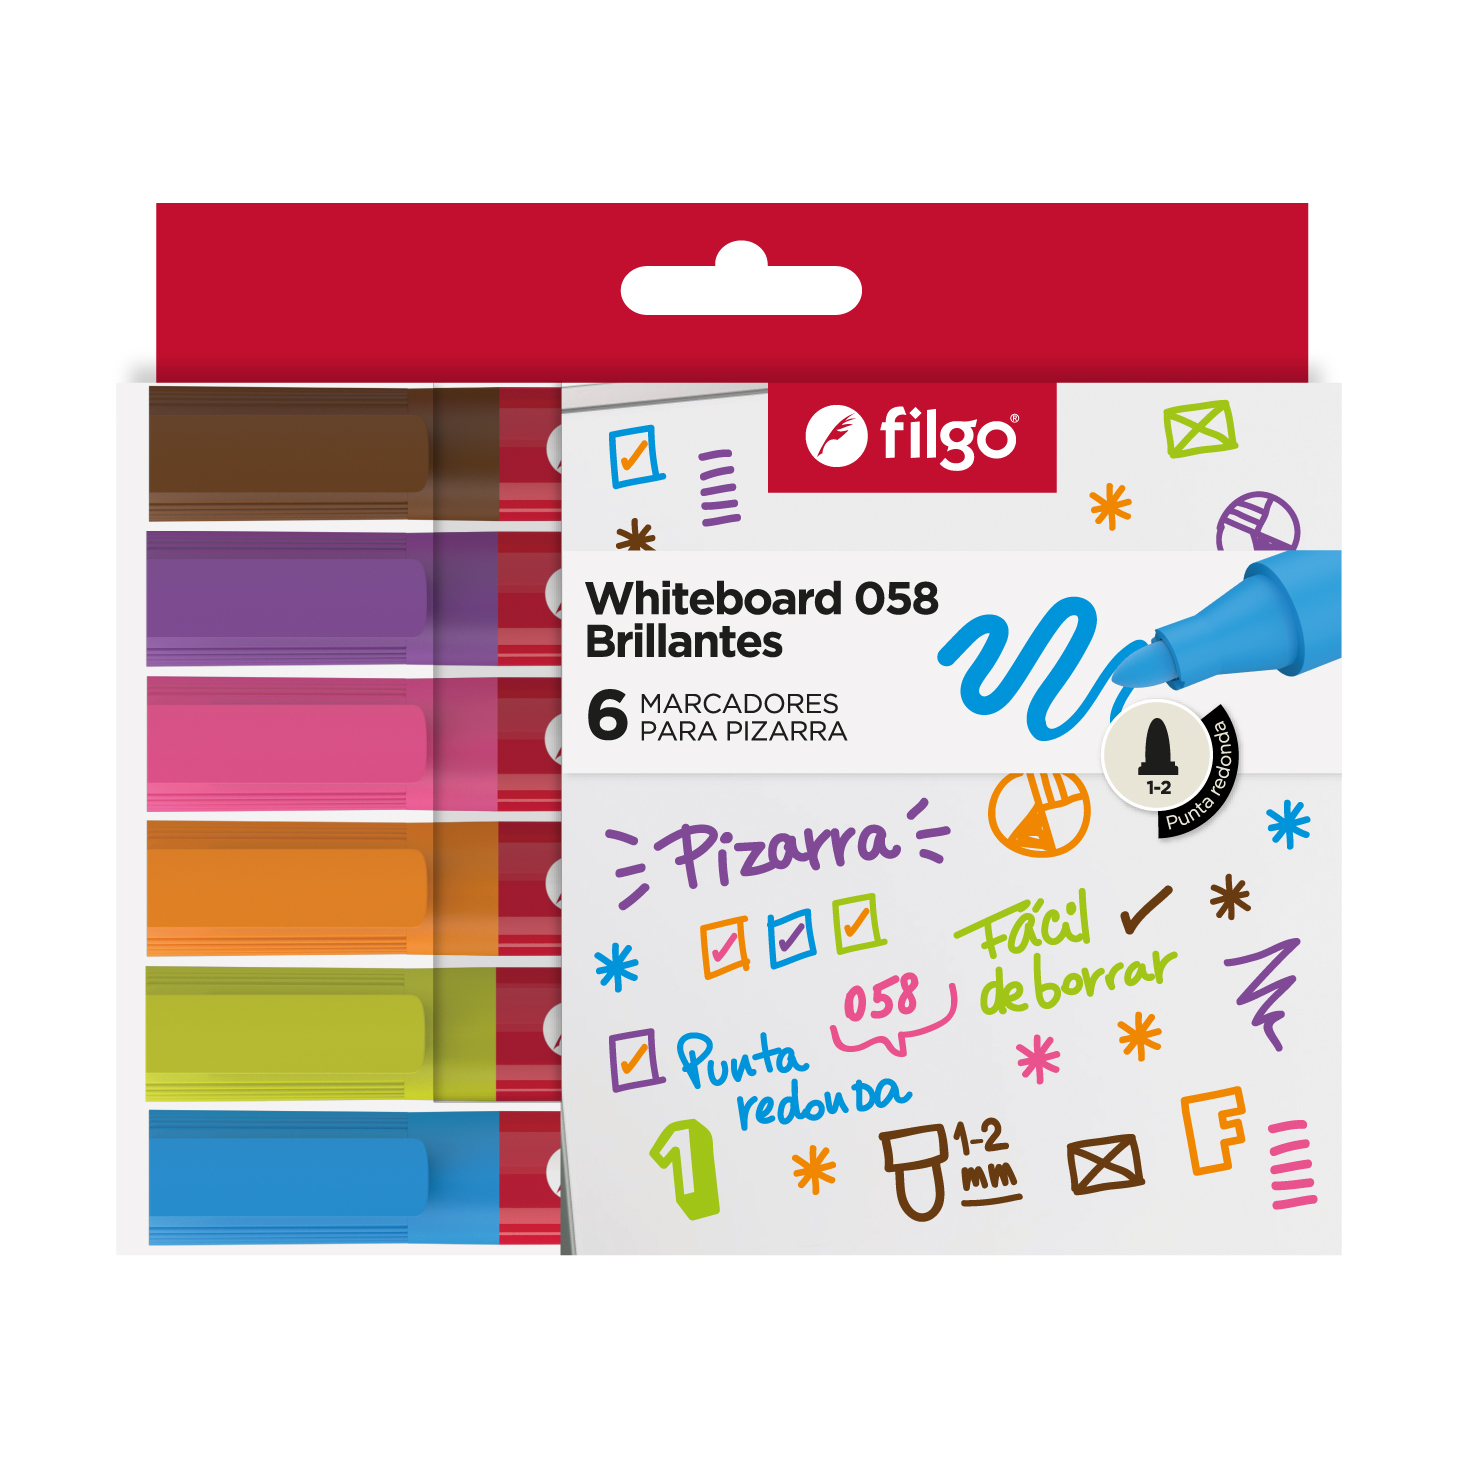 filgo®
Whiteboard 058
Brillantes
6 MARCADORES
PARA PIZARRA
1-2
Punta redonda
Pizarra
Fácil
de borrar
058
Punta
redonda
1
1-2
mm
F